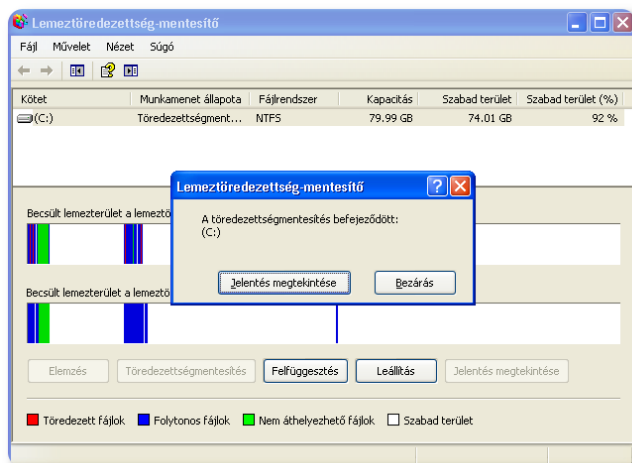 Lemeztöredezettség-mentesítő
Fájl Művelet Nézet Súgó
Kötet Munkamenet állapota Fájlrendszer Kapacitás Szabad terület Szabad terület (%)
(C:) Töredezettségment... NTFS 79.99 GB 74.01 GB 92 %
Lemeztöredezettség-mentesítő
A töredezettségmentesítés befejeződött:
(C:)
Jelentés megtekintése Bezárás
Becsült lemezterület a lemeztö
Becsült lemezterület a lemeztö
Elemzés Töredezettségmentesítés Felfüggesztés Leállítás Jelentés megtekintése
Töredezett fájlok Folytonos fájlok Nem áthelyezhető fájlok Szabad terület